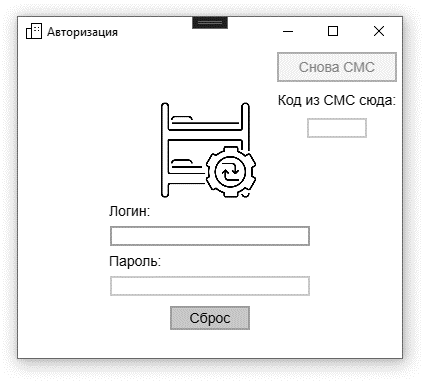 Авторизация
Снова СМС
Код из СМС сюда:
Логин:
Пароль:
Сброс